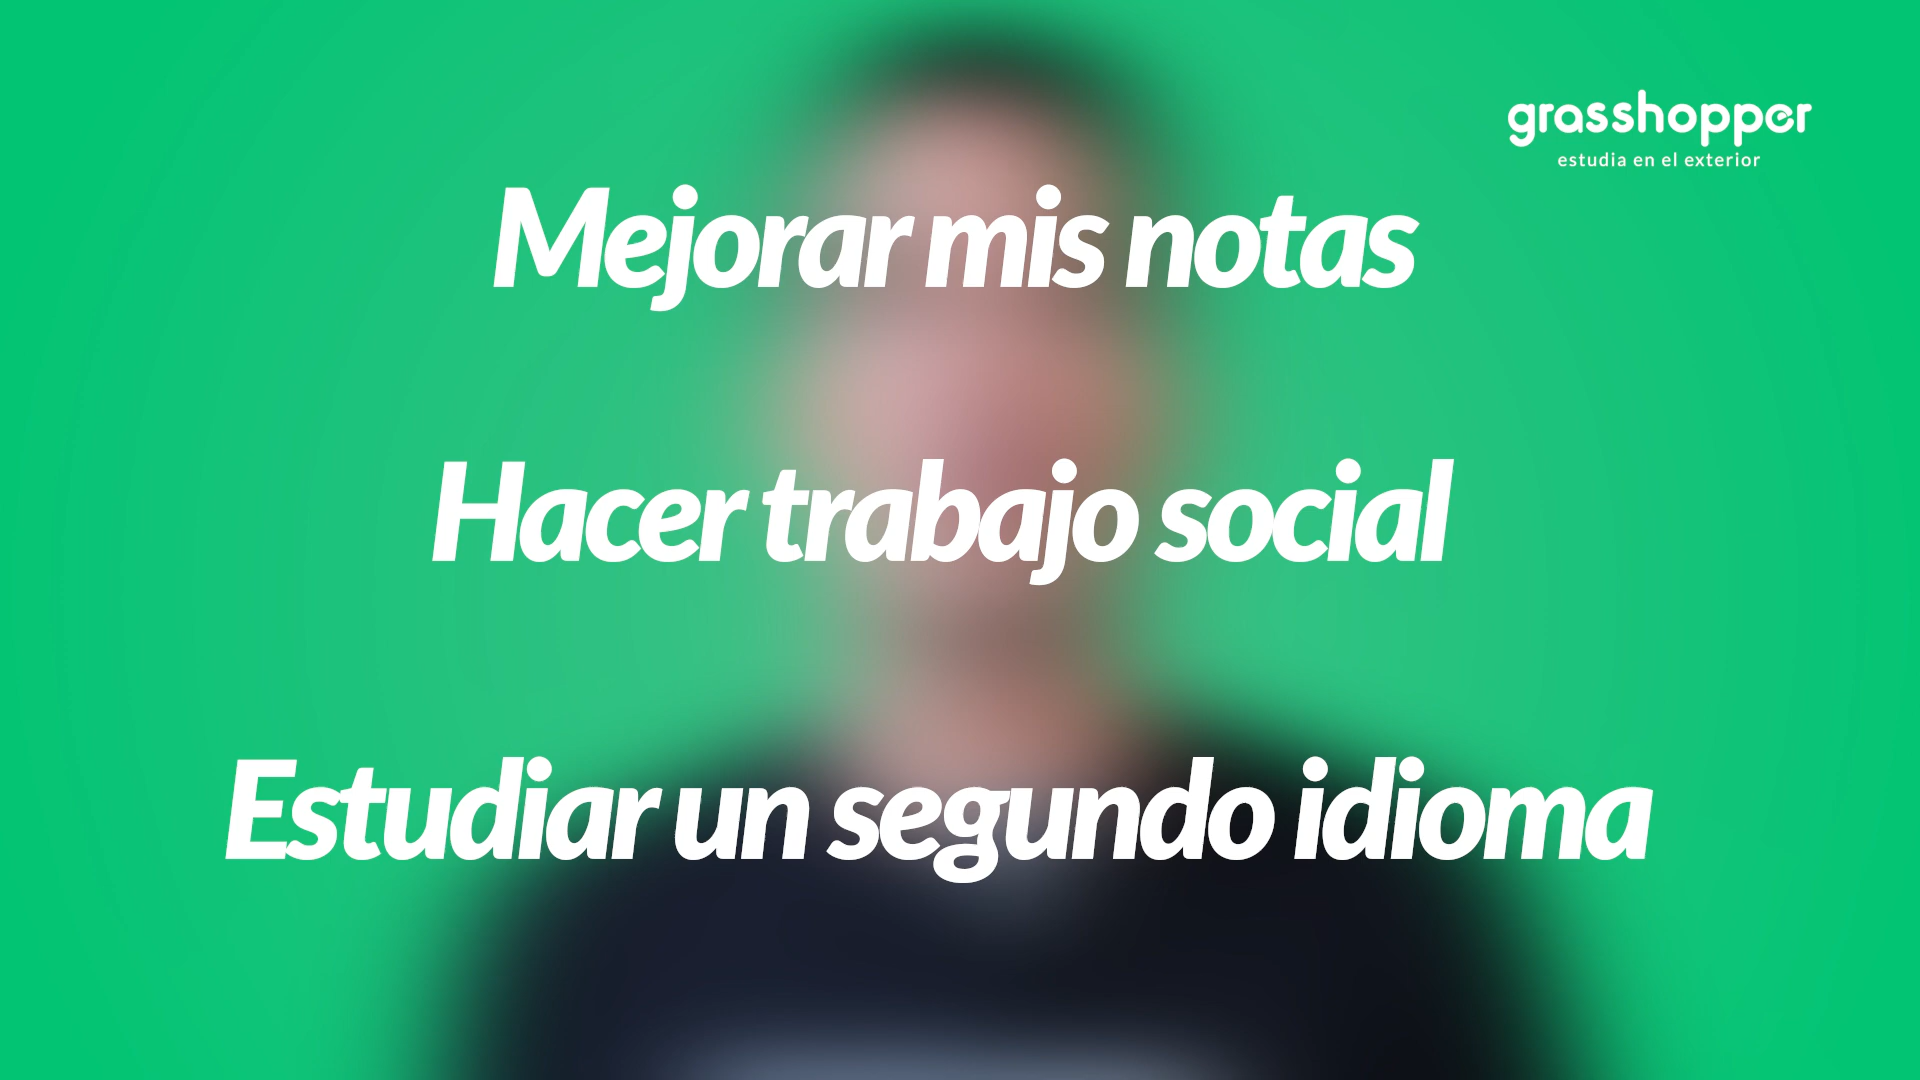 grasshopper
estudia en el exterior
Mejorar mis notas
Hacer trabajo social
Estudiar un segundo idioma